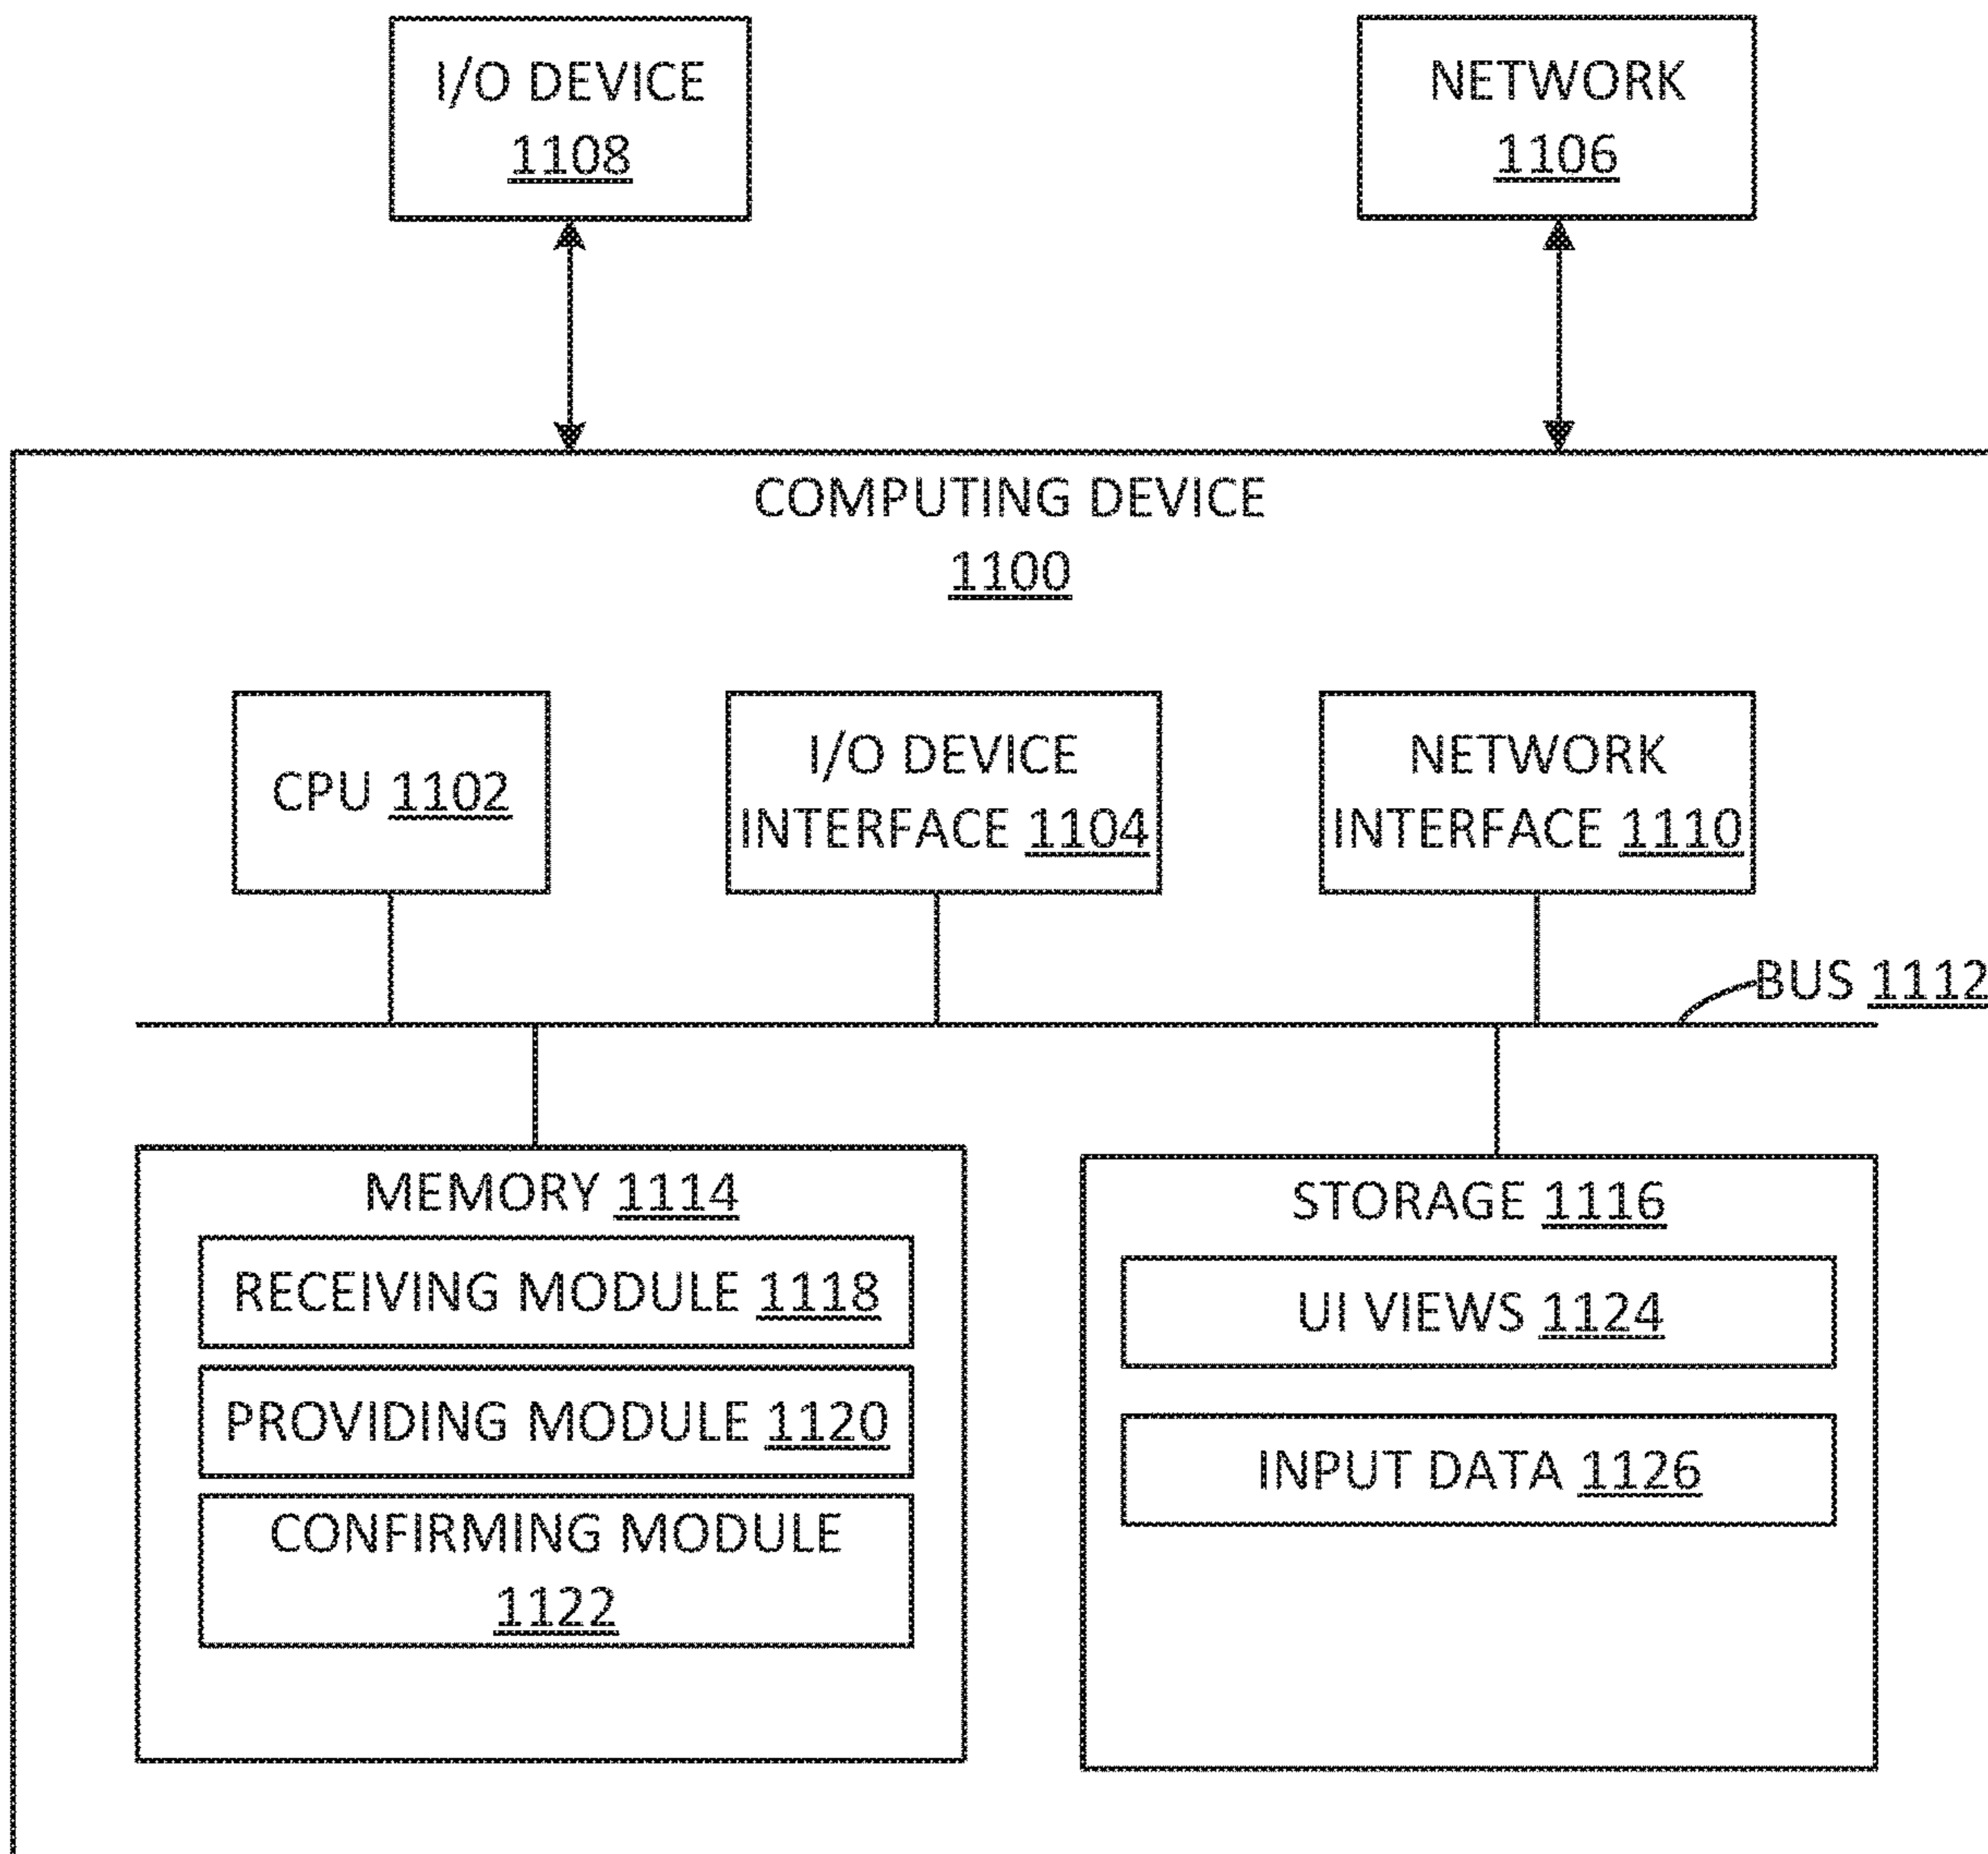 I/O DEVICE
1108
NETWORK
1106
COMPUTING DEVICE
1100
CPU 1102
I/O DEVICE
INTERFACE 1104
NETWORK
INTERFACE 1110
BUS 1112
MEMORY 1114
RECEIVING MODULE 1118
PROVIDING MODULE 1120
CONFIRMING MODULE
1122
STORAGE 1116
UI VIEWS 1124
INPUT DATA 1126